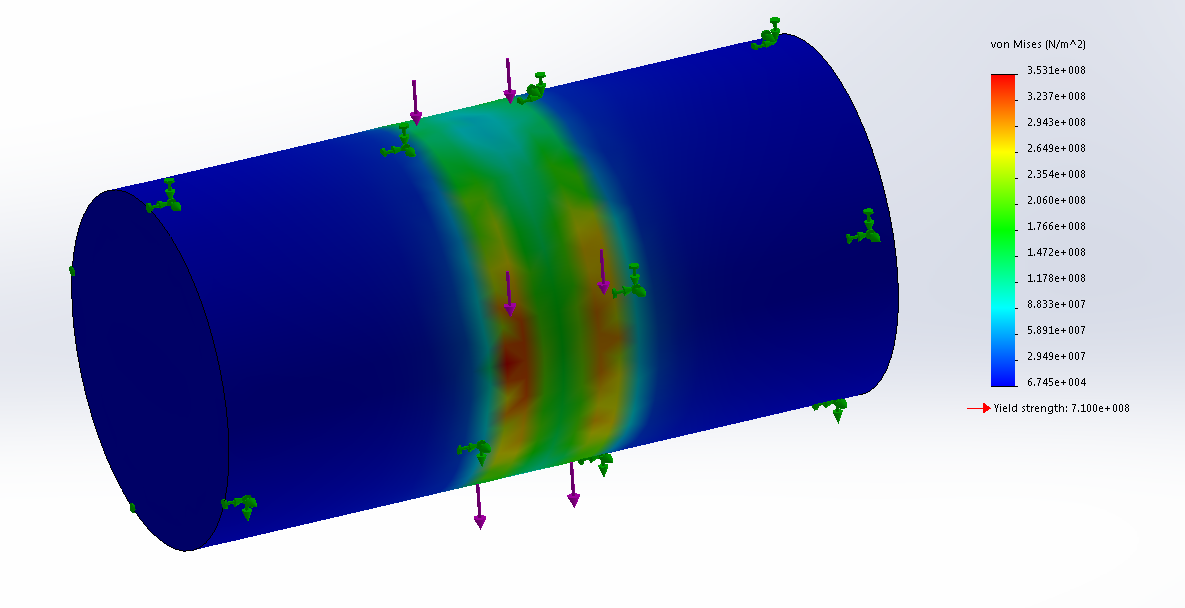 von Mises (N/m^2)
3.531e+008
3.237e+008
2.943e+008
2.649e+008
2.354e+008
2.060e+008
1.766e+008
1.472e+008
1.178e+008
8.833e+007
5.891e+007
2.949e+007
6.745e+004
Yield strength: 7.100e+008